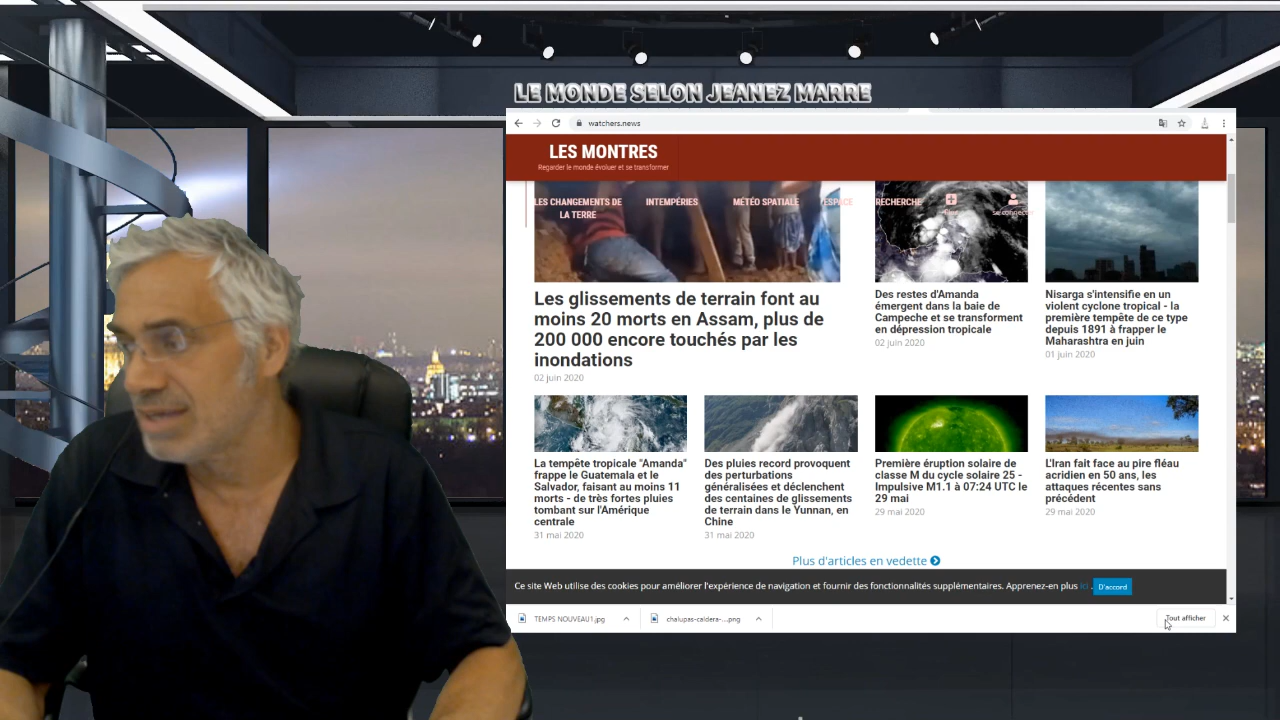 LE MONDE SELON JEANEZ MARRE
watchers.news
LES MONTRES
Regarder le monde évoluer et se transformer
LES CHANGEMENTS DE
LA TERRE
INTEMPÉRIES
MÉTÉO SPATIALE
ESPACE
RECHERCHE
Les glissements de terrain font au
moins 20 morts en Assam, plus de
200 000 encore touchés par les
inondations
02 juin 2020
Des restes d'Amanda
émergent dans la baie de
Campeche et se transforment
en dépression tropicale
02 juin 2020
Nisarga s'intensifie en un
violent cyclone tropical - la
première tempête de ce type
depuis 1891 à frapper le
Maharashtra en juin
01 juin 2020
La tempête tropicale "Amanda"
frappe le Guatemala et le
Salvador, faisant au moins 11
morts - de très fortes pluies
tombant sur l'Amérique
centrale
31 mai 2020
Des pluies record provoquent
des perturbations
généralisées et déclenchent
des centaines de glissements
de terrain dans le Yunnan, en
Chine
31 mai 2020
Première éruption solaire de
classe M du cycle solaire 25 -
Impulsive M1.1 à 07:24 UTC le
29 mai
29 mai 2020
L'Iran fait face au pire fléau
acridien en 50 ans, les
attaques récentes sans
précédent
29 mai 2020
Plus d'articles en vedette
Ce site Web utilise des cookies pour améliorer l'expérience de navigation et fournir des fonctionnalités supplémentaires. Apprenez-en plus ici . D'accord
TEMPS NOUVEAU1.jpg
chalupas-caldera-....png
Tout afficher